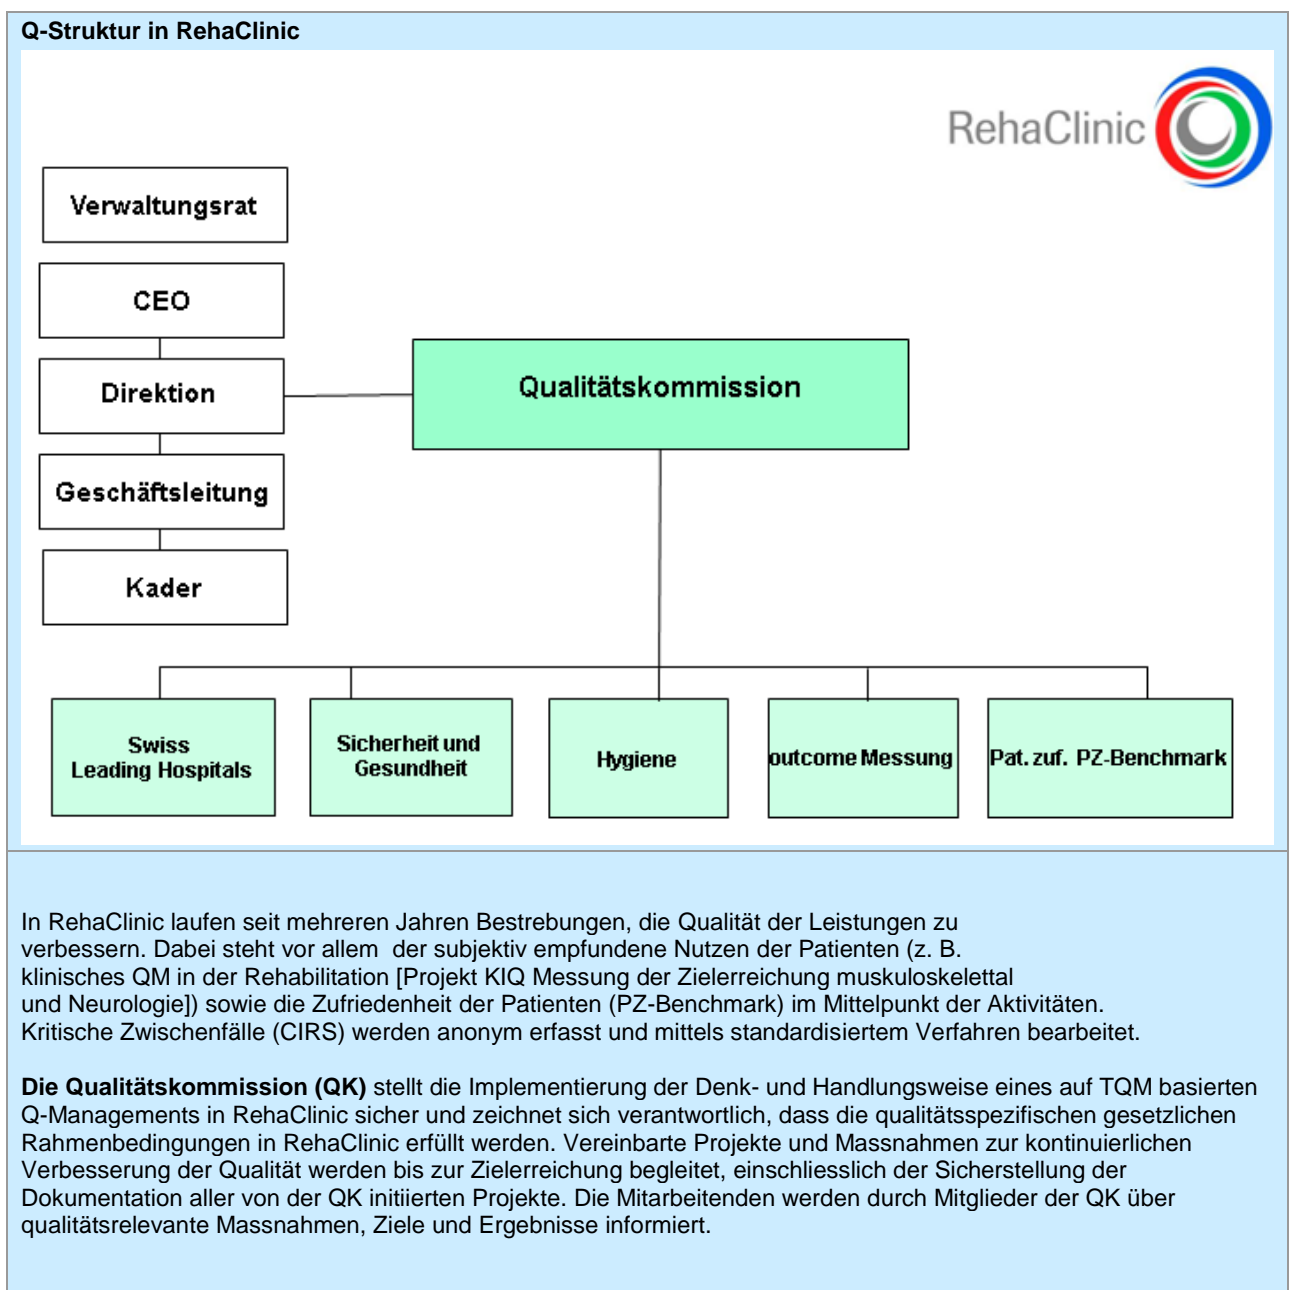 Q-Struktur in RehaClinic
RehaClinic
Verwaltungsrat
CEO
Direktion
Qualitätskommission
Geschäftsleitung
Kader
Swiss
Leading Hospitals
Sicherheit und
Gesundheit
Hygiene
outcome Messung
Pat. zuf. PZ-Benchmark
In RehaClinic laufen seit mehreren Jahren Bestrebungen, die Qualität der Leistungen zu
verbessern. Dabei steht vor allem der subjektiv empfundene Nutzen der Patienten (z. B.
klinisches QM in der Rehabilitation [Projekt KIQ Messung der Zielerreichung muskuloskelettal
und Neurologie]) sowie die Zufriedenheit der Patienten (PZ-Benchmark) im Mittelpunkt der Aktivitäten.
Kritische Zwischenfälle (CIRS) werden anonym erfasst und mittels standardisiertem Verfahren bearbeitet.
Die Qualitätskommission (QK) stellt die Implementierung der Denk- und Handlungsweise eines auf TQM basierten
Q-Managements in RehaClinic sicher und zeichnet sich verantwortlich, dass die qualitätsspezifischen gesetzlichen
Rahmenbedingungen in RehaClinic erfüllt werden. Vereinbarte Projekte und Massnahmen zur kontinuierlichen
Verbesserung der Qualität werden bis zur Zielerreichung begleitet, einschliesslich der Sicherstellung der
Dokumentation aller von der QK initiierten Projekte. Die Mitarbeitenden werden durch Mitglieder der QK über
qualitätsrelevante Massnahmen, Ziele und Ergebnisse informiert.